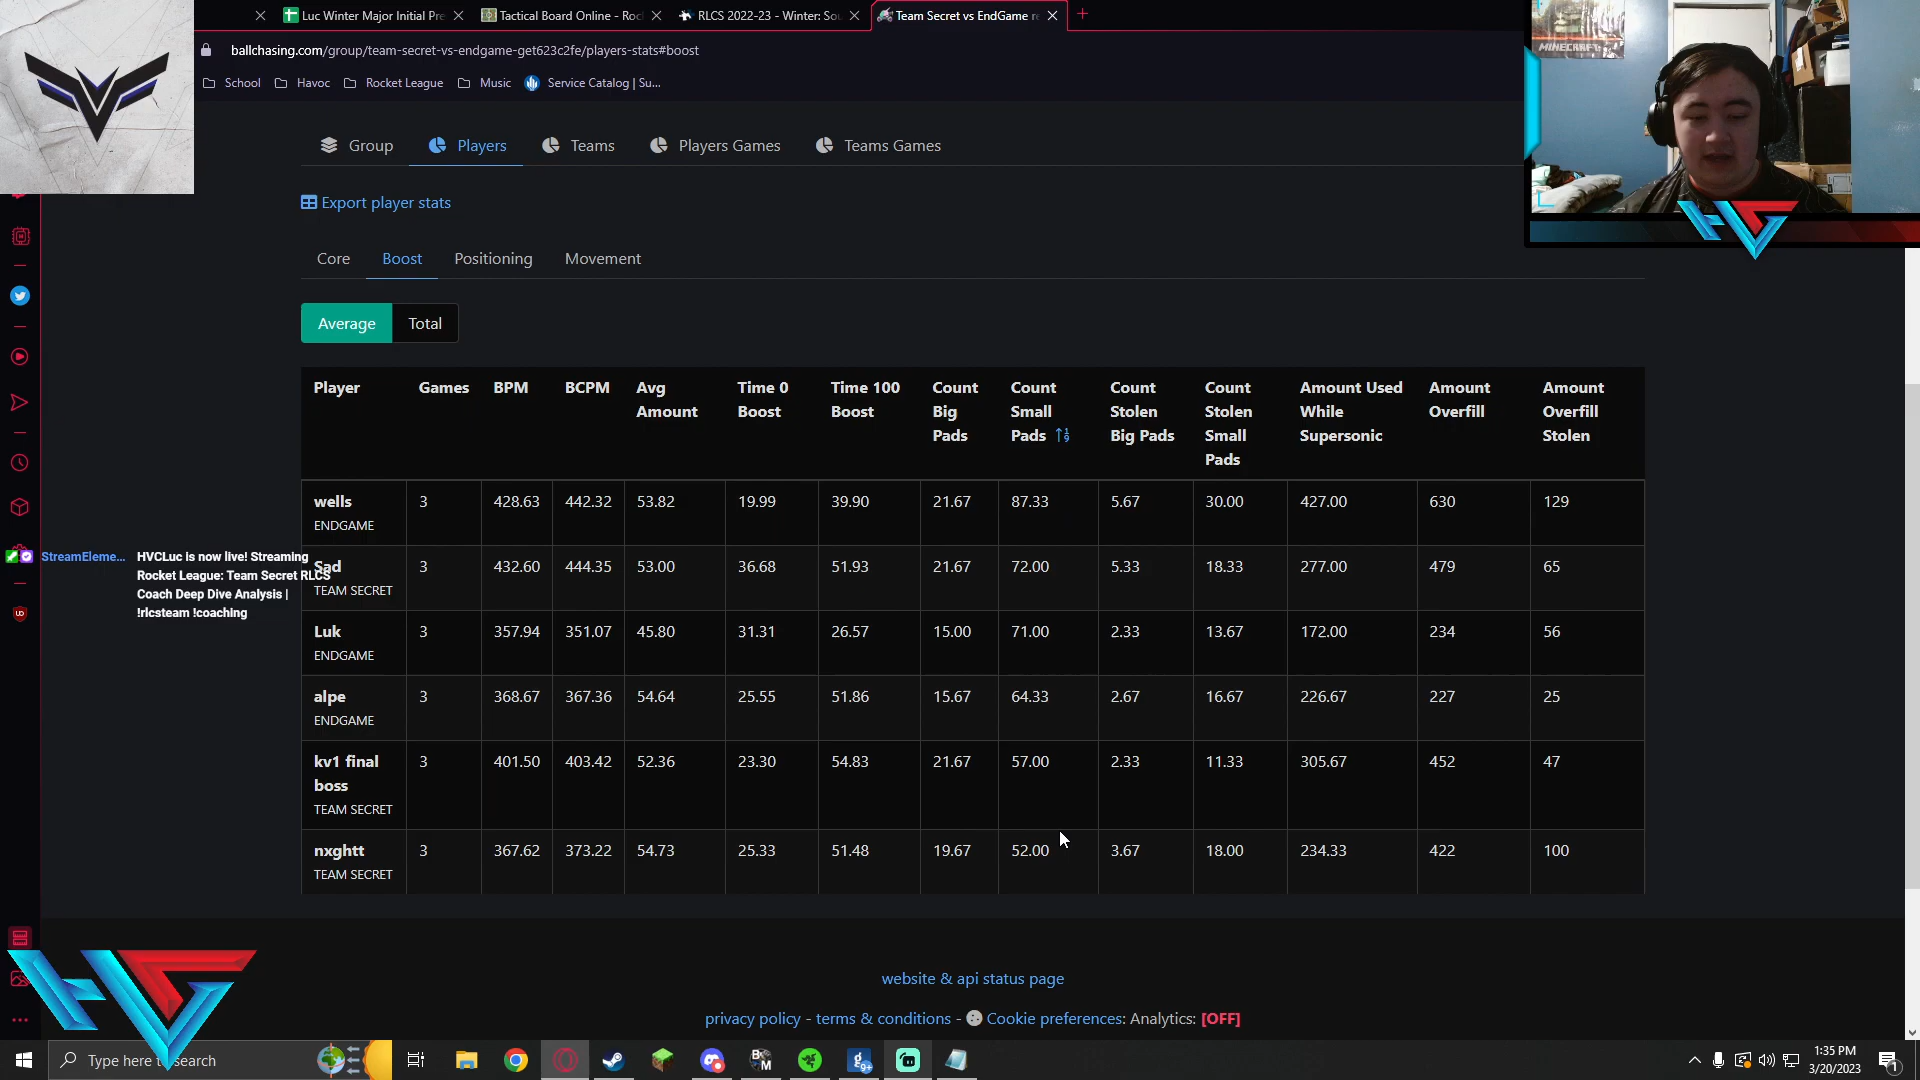 Luc Winter Major Initial Pre
Tactical Board Online - Roc
RLCS 2022-23 - Winter: Sou
Team Secret vs EndGame re
ballchasing.com/group/team-secret-vs-endgame-get623c2fe/players-stats#boost
School Havoc Rocket League Music Service Catalog | Su...
MINECRAFT
Group Players Teams Players Games Teams Games
Export player stats
Core Boost Positioning Movement
Average Total
Player Games BPM BCPM Avg Amount Time 0 Boost Time 100 Boost Count Big Pads Count Small Pads Count Stolen Big Pads Count Stolen Small Pads Amount Used While Supersonic Amount Overfill Amount Overfill Stolen
wells 3 428.63 442.32 53.82 19.99 39.90 21.67 87.33 5.67 30.00 427.00 630 129
ENDGAME
Sad 3 432.60 444.35 53.00 36.68 51.93 21.67 72.00 5.33 18.33 277.00 479 65
TEAM SECRET
Luk 3 357.94 351.07 45.80 31.31 26.57 15.00 71.00 2.33 13.67 172.00 234 56
ENDGAME
alpe 3 368.67 367.36 54.64 25.55 51.86 15.67 64.33 2.67 16.67 226.67 227 25
ENDGAME
kv1 final boss 3 401.50 403.42 52.36 23.30 54.83 21.67 57.00 2.33 11.33 305.67 452 47
TEAM SECRET
nxghtt 3 367.62 373.22 54.73 25.33 51.48 19.67 52.00 3.67 18.00 234.33 422 100
TEAM SECRET
StreamEleme... HVCLuc is now live! Streaming
Rocket League: Team Secret RLCS
Coach Deep Dive Analysis |
!rlcsteam !coaching
website & api status page
privacy policy - terms & conditions - Cookie preferences: Analytics: [OFF]
Type here to search
1:35 PM
3/20/2023